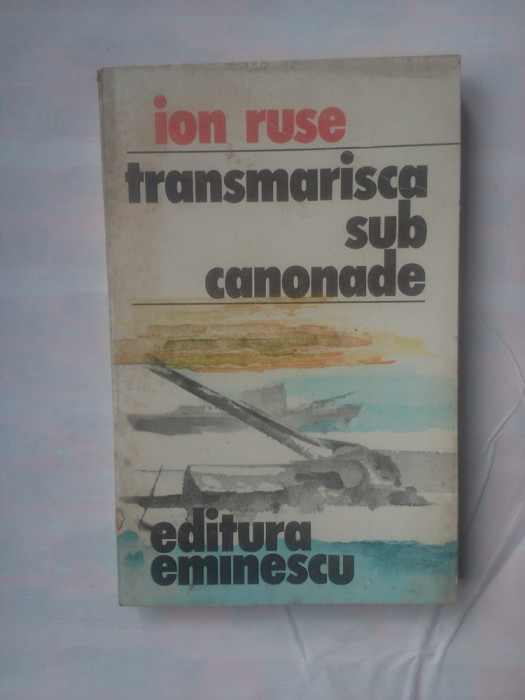 ion ruse
transmarisca
sub
canonade
editura
eminescu